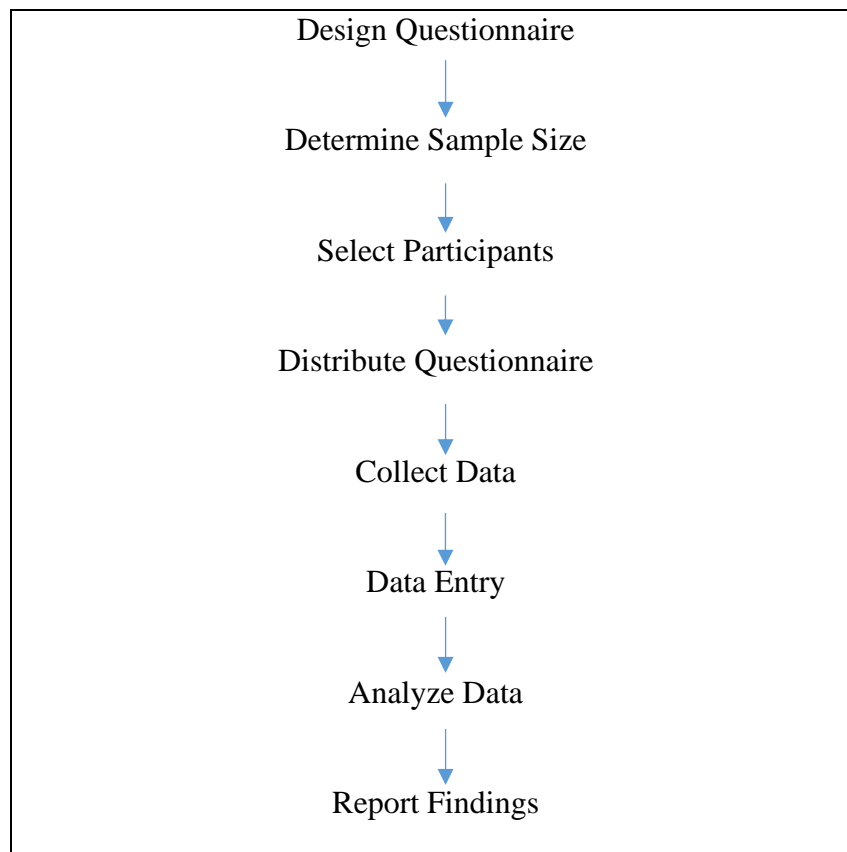 Design Questionnaire
Determine Sample Size
Select Participants
Distribute Questionnaire
Collect Data
Data Entry
Analyze Data
Report Findings